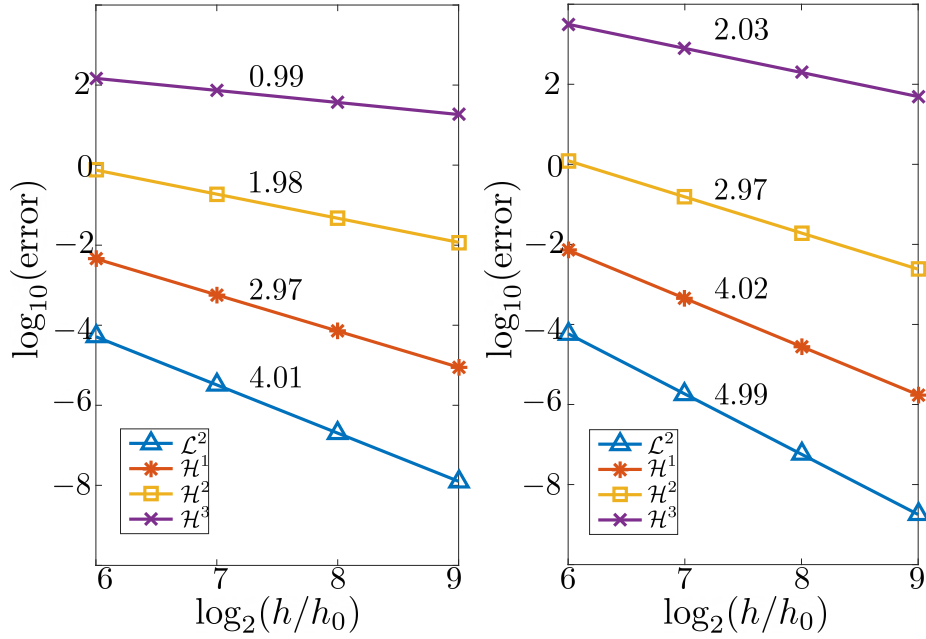 log₁₀(error)
2
0
−2
−4
−6
−8
0.99
1.98
2.97
4.01
ℒ²
ℋ¹
ℋ²
ℋ³
6 7 8 9
log₂(h/h₀)
log₁₀(error)
2
0
−2
−4
−6
−8
2.03
2.97
4.02
4.99
ℒ²
ℋ¹
ℋ²
ℋ³
6 7 8 9
log₂(h/h₀)